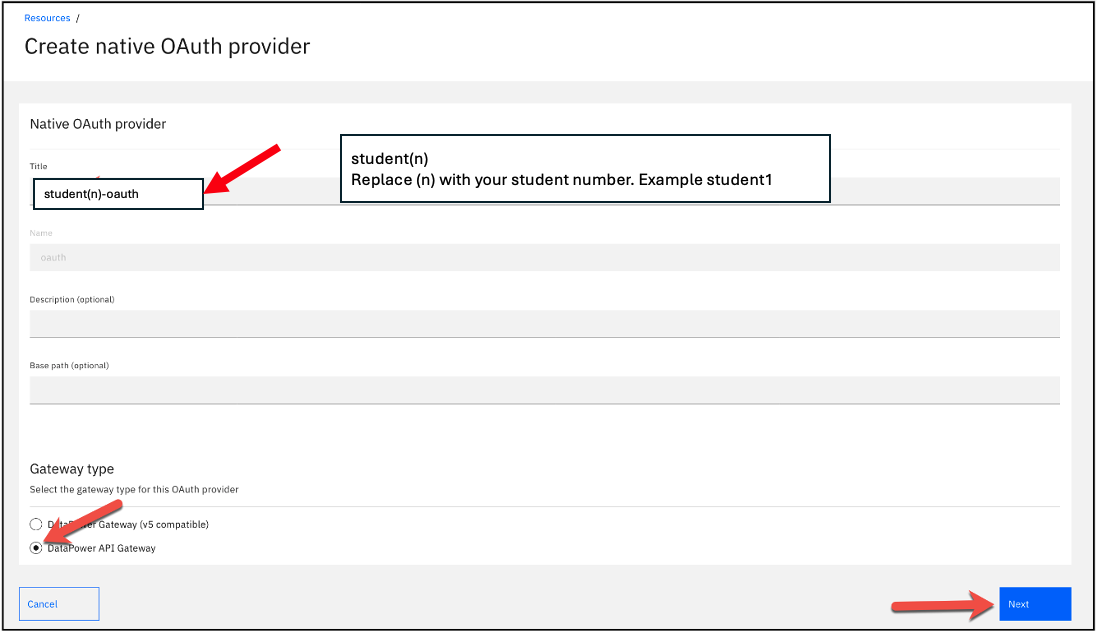 Resources /
Create native OAuth provider
Native OAuth provider
student(n)
Replace (n) with your student number. Example student1
Title
student(n)-oauth
Name
oauth
Description (optional)
Base path (optional)
Gateway type
Select the gateway type for this OAuth provider
DataPower Gateway (v5 compatible)
DataPower API Gateway
Cancel
Next